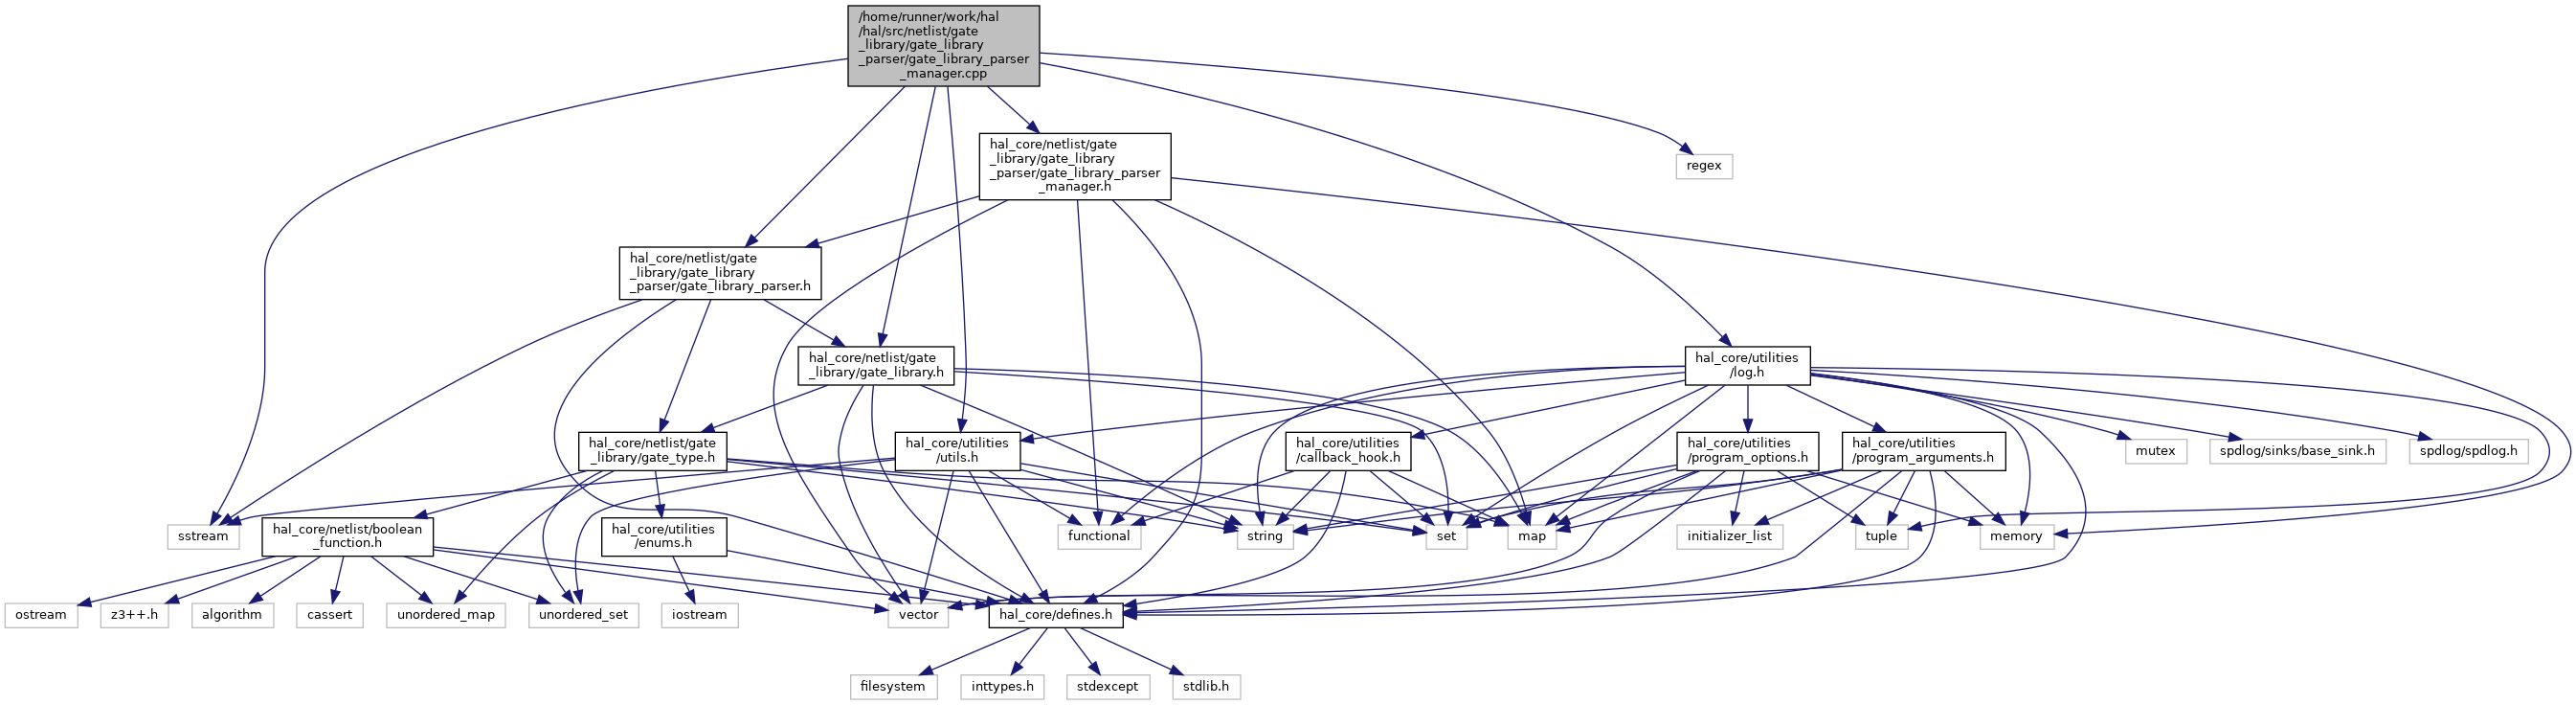 /home/runner/work/hal
/hal/src/netlist/gate
_library/gate_library
_parser/gate_library_parser
_manager.cpp
hal_core/netlist/gate
_library/gate_library
_parser/gate_library_parser
_manager.h
regex
hal_core/netlist/gate
_library/gate_library
_parser/gate_library_parser.h
hal_core/netlist/gate
_library/gate_library.h
hal_core/utilities
/log.h
hal_core/netlist/gate
_library/gate_type.h
hal_core/utilities
/utils.h
hal_core/utilities
/callback_hook.h
hal_core/utilities
/program_options.h
hal_core/utilities
/program_arguments.h
mutex
spdlog/sinks/base_sink.h
spdlog/spdlog.h
sstream
hal_core/netlist/boolean
_function.h
hal_core/utilities
/enums.h
functional
string
set
map
initializer_list
tuple
memory
ostream
z3++.h
algorithm
cassert
unordered_map
unordered_set
iostream
vector
hal_core/defines.h
filesystem
inttypes.h
stdexcept
stdlib.h